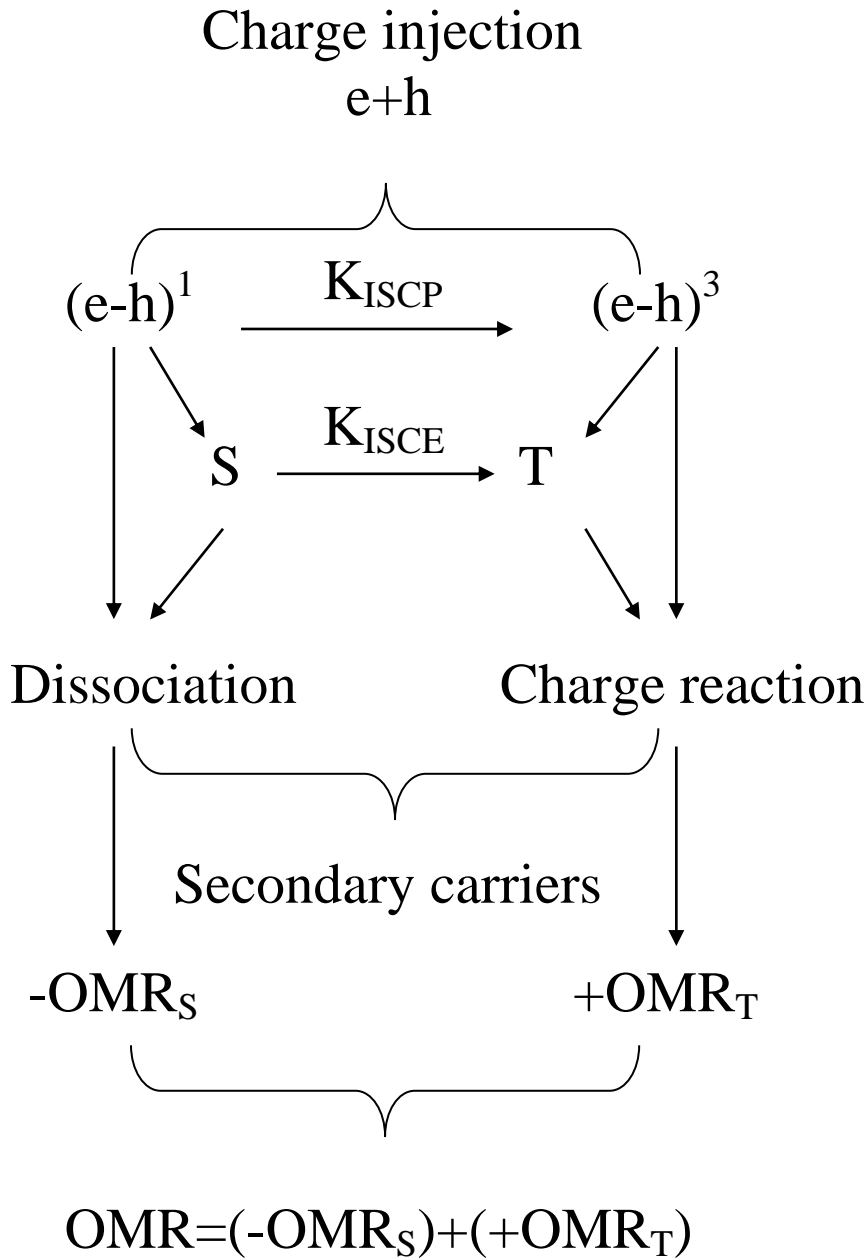 Charge injection
e+h
(e-h)¹ K_ISCP (e-h)³
K_ISCE
S T
Dissociation Charge reaction
Secondary carriers
-OMR_S +OMR_T
OMR=(-OMR_S)+(+OMR_T)